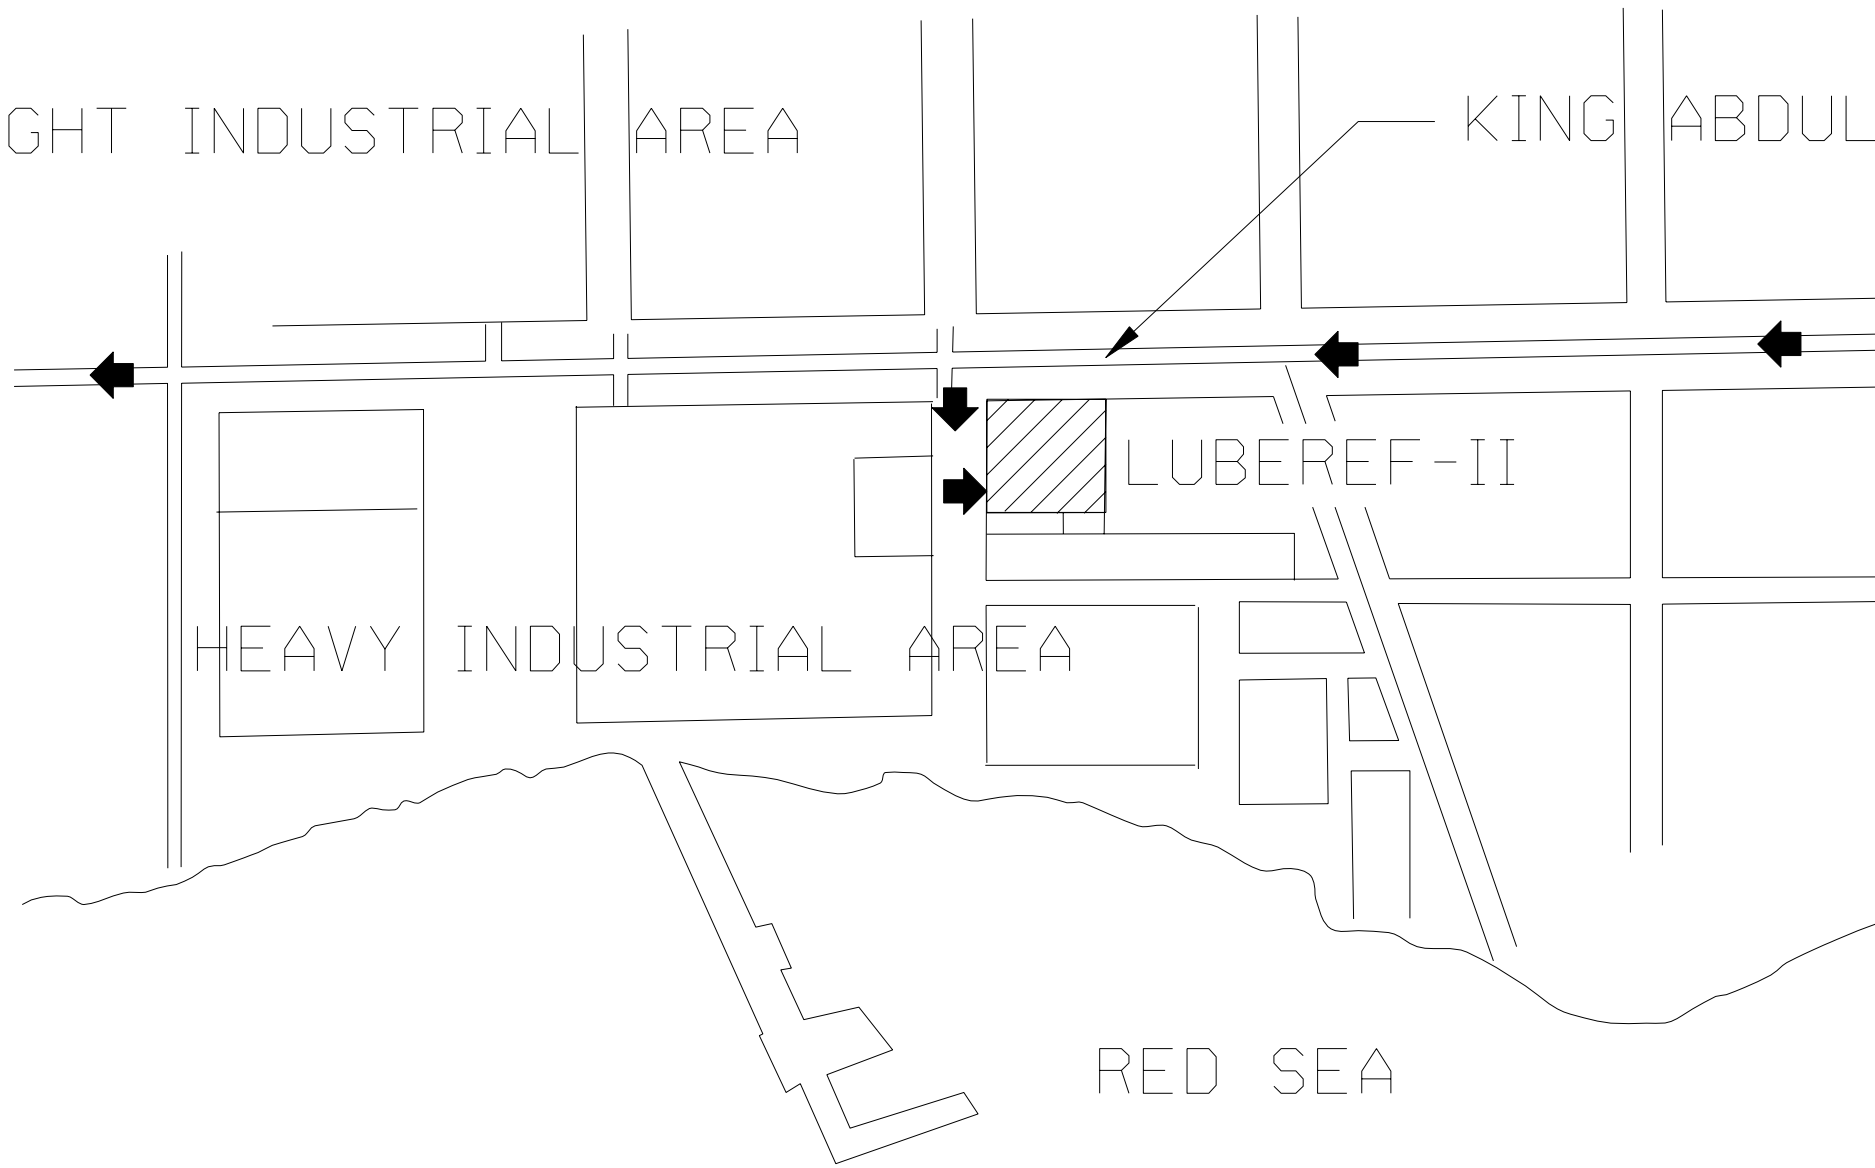 GHT INDUSTRIAL AREA
KING ABDUL
LUBEREF-II
HEAVY INDUSTRIAL AREA
RED SEA